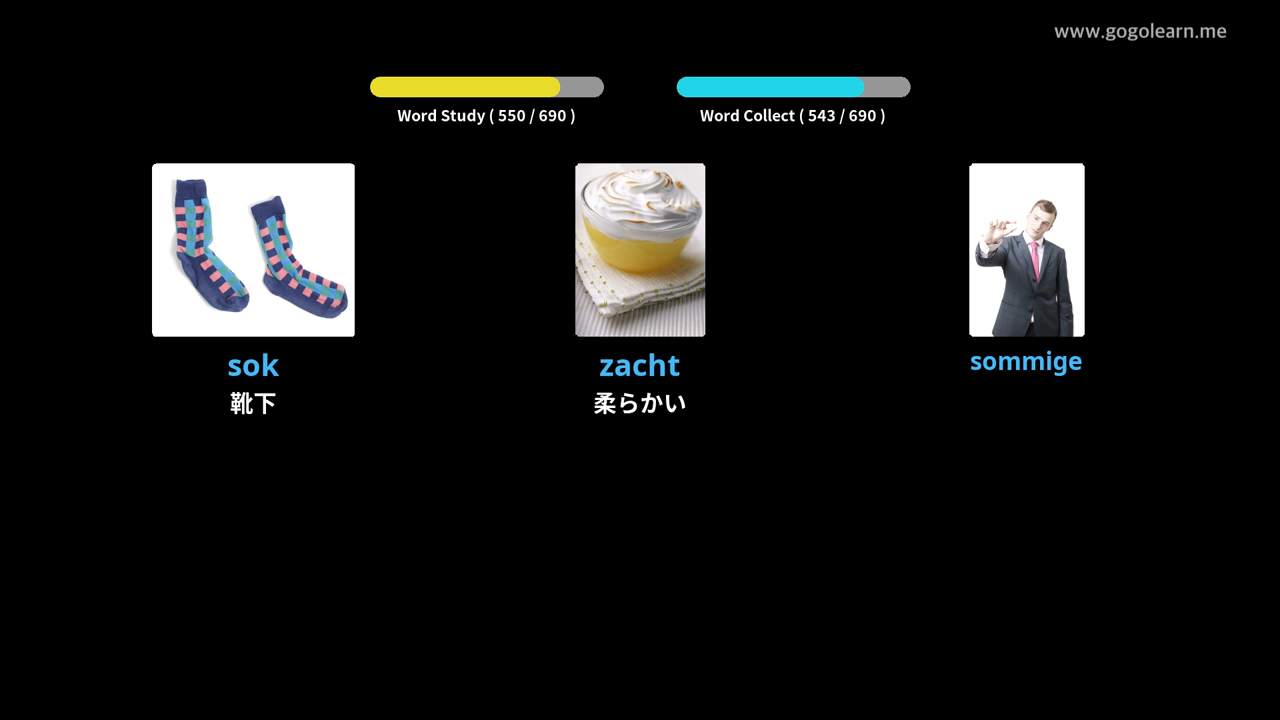 www.gogolearn.me
Word Study ( 550 / 690 )
Word Collect ( 543 / 690 )
sok
靴下
zacht
柔らかい
sommige